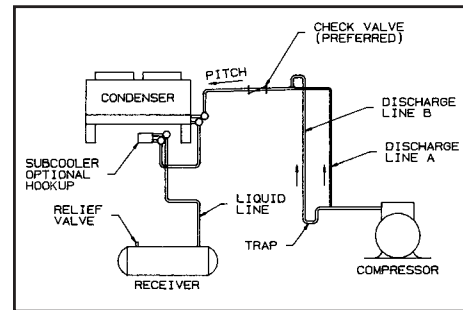 CHECK VALVE
(PREFERRED)
PITCH
CONDENSER
DISCHARGE
LINE B
DISCHARGE
LINE A
SUBCOOLER
OPTIONAL
HOOKUP
RELIEF
VALVE
LIQUID
LINE
TRAP
RECEIVER
COMPRESSOR